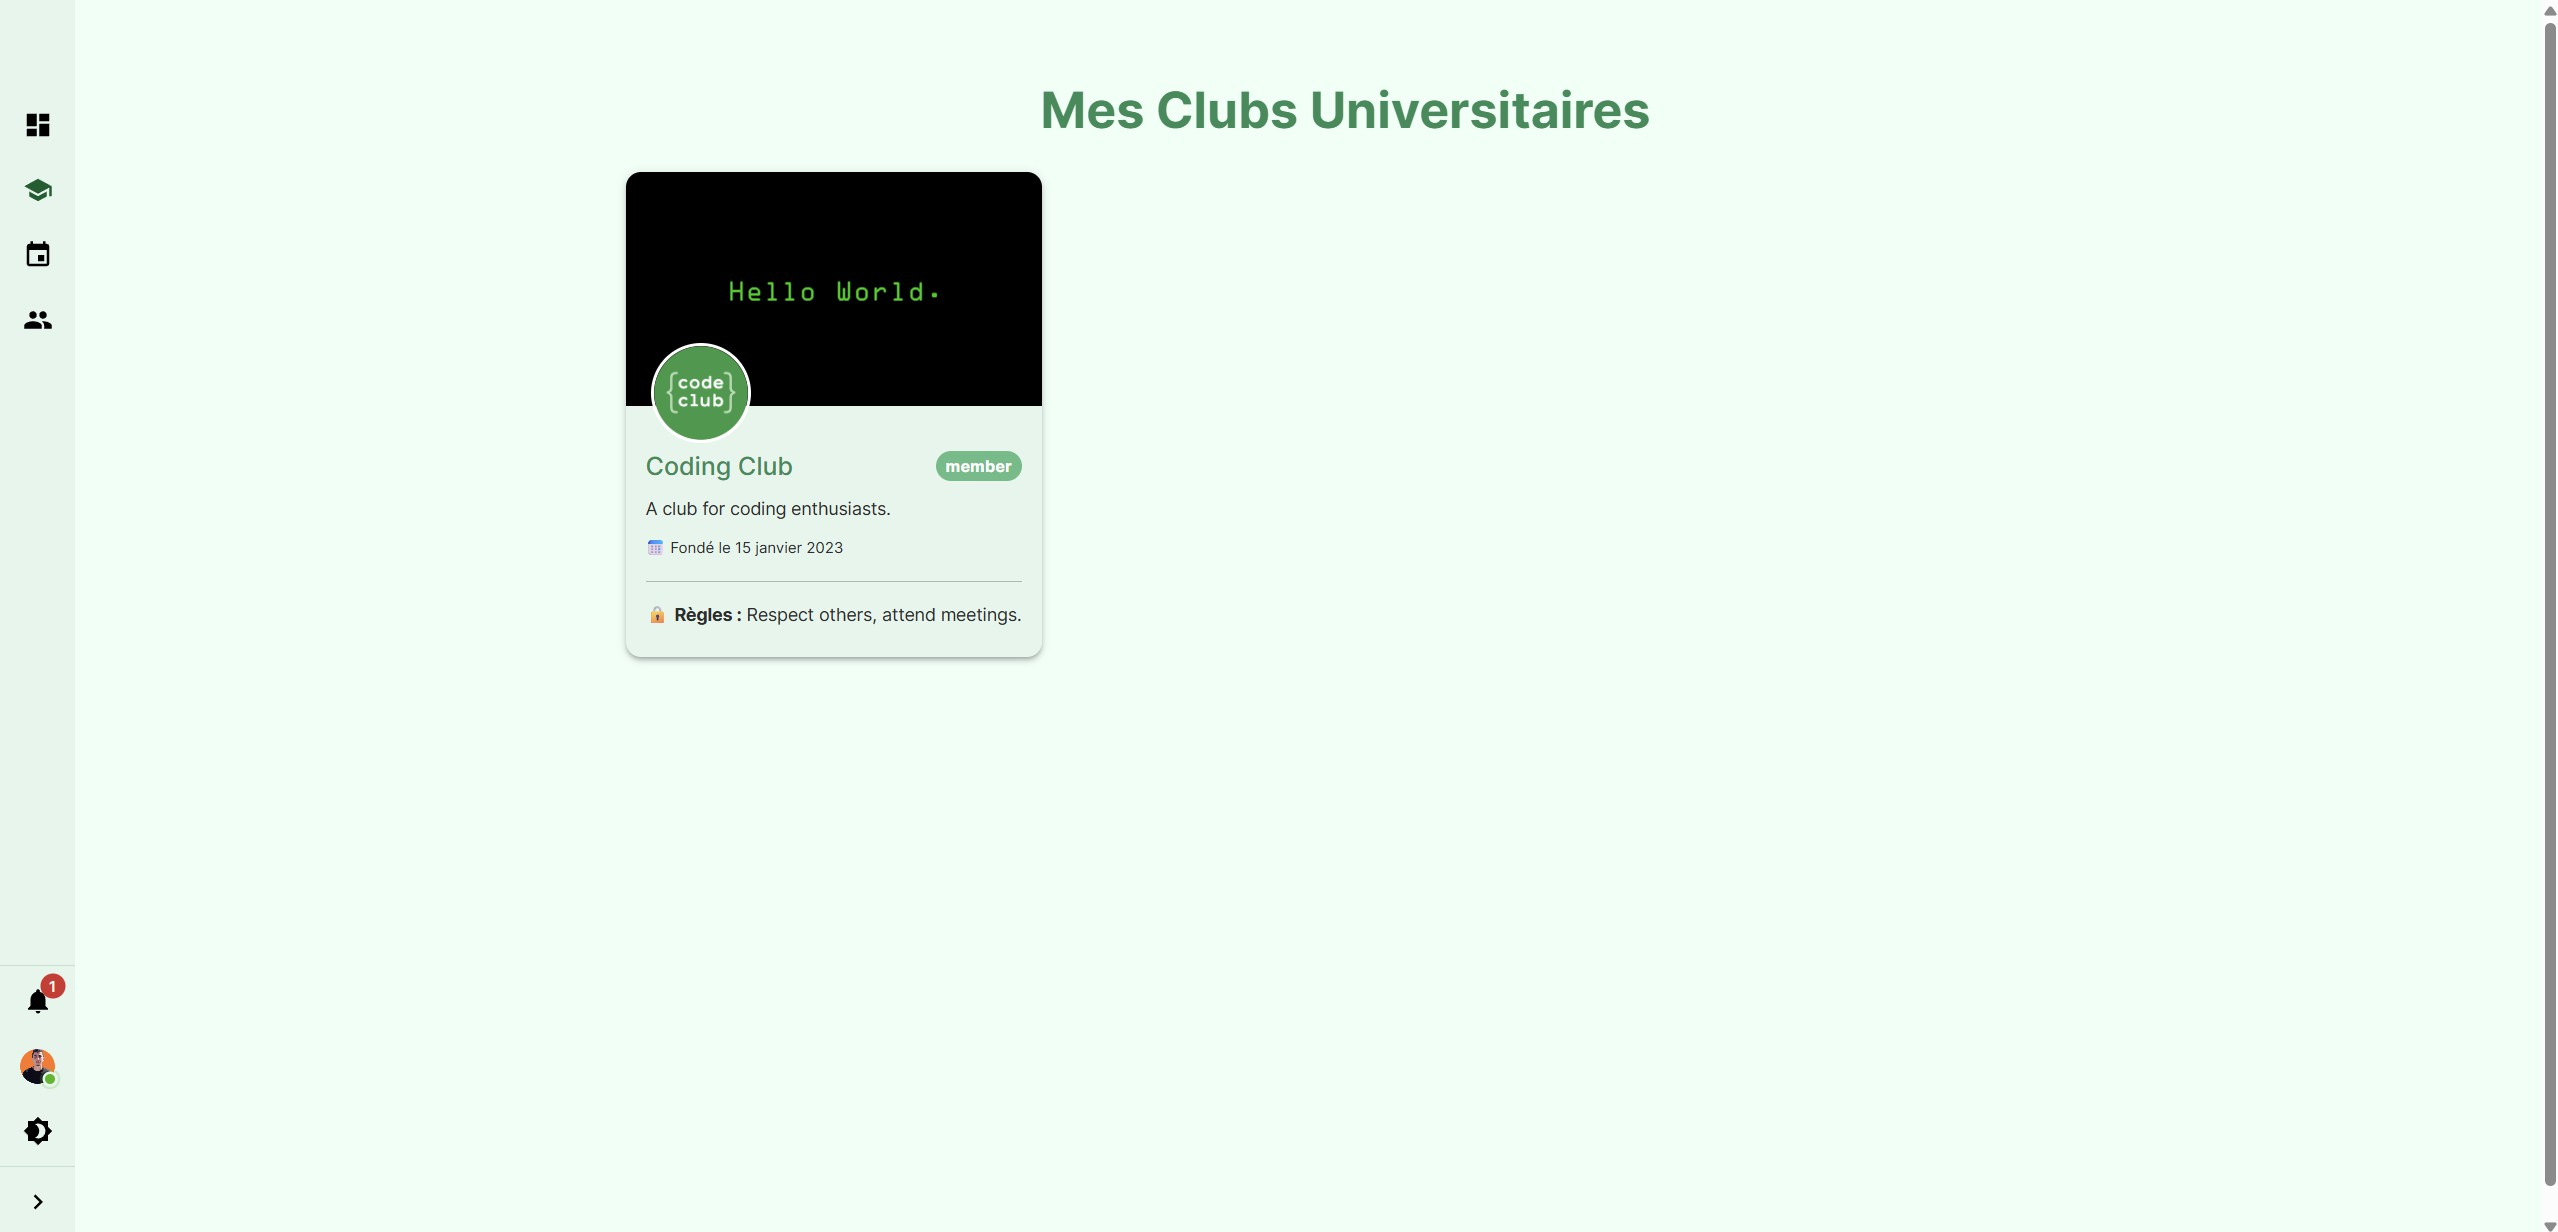 Mes Clubs Universitaires
Hello World.
{code
club}
Coding Club
member
A club for coding enthusiasts.
Fondé le 15 janvier 2023
Règles : Respect others, attend meetings.
1